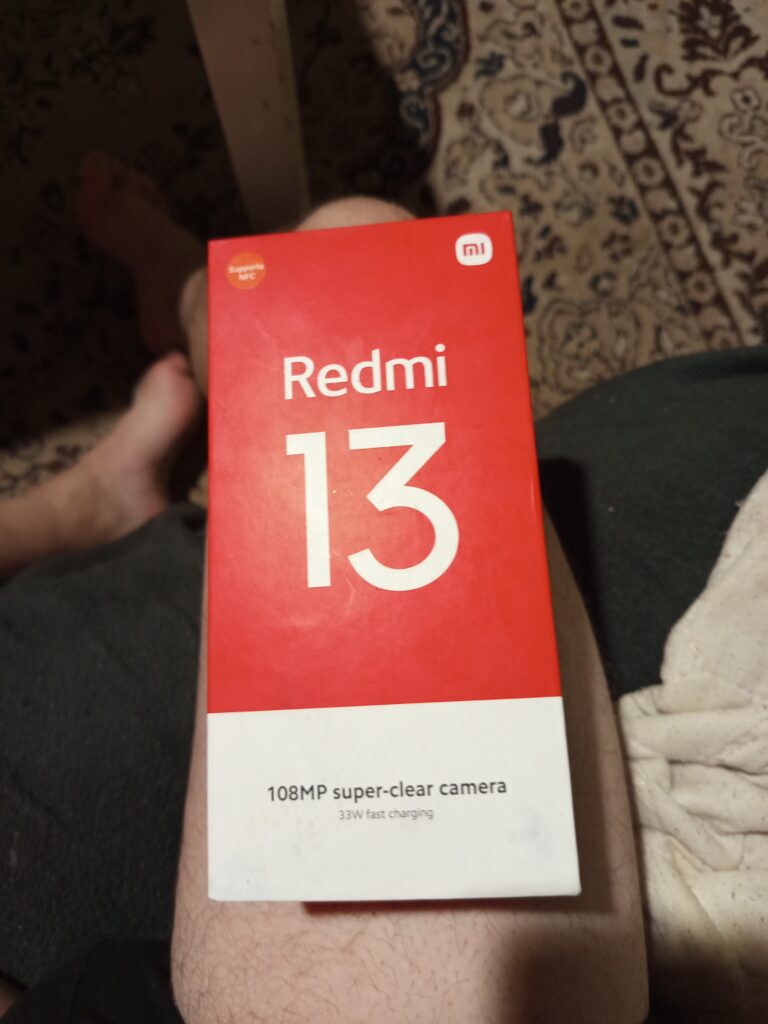 Supports
NFC
mi
Redmi
13
108MP super-clear camera
33W fast charging